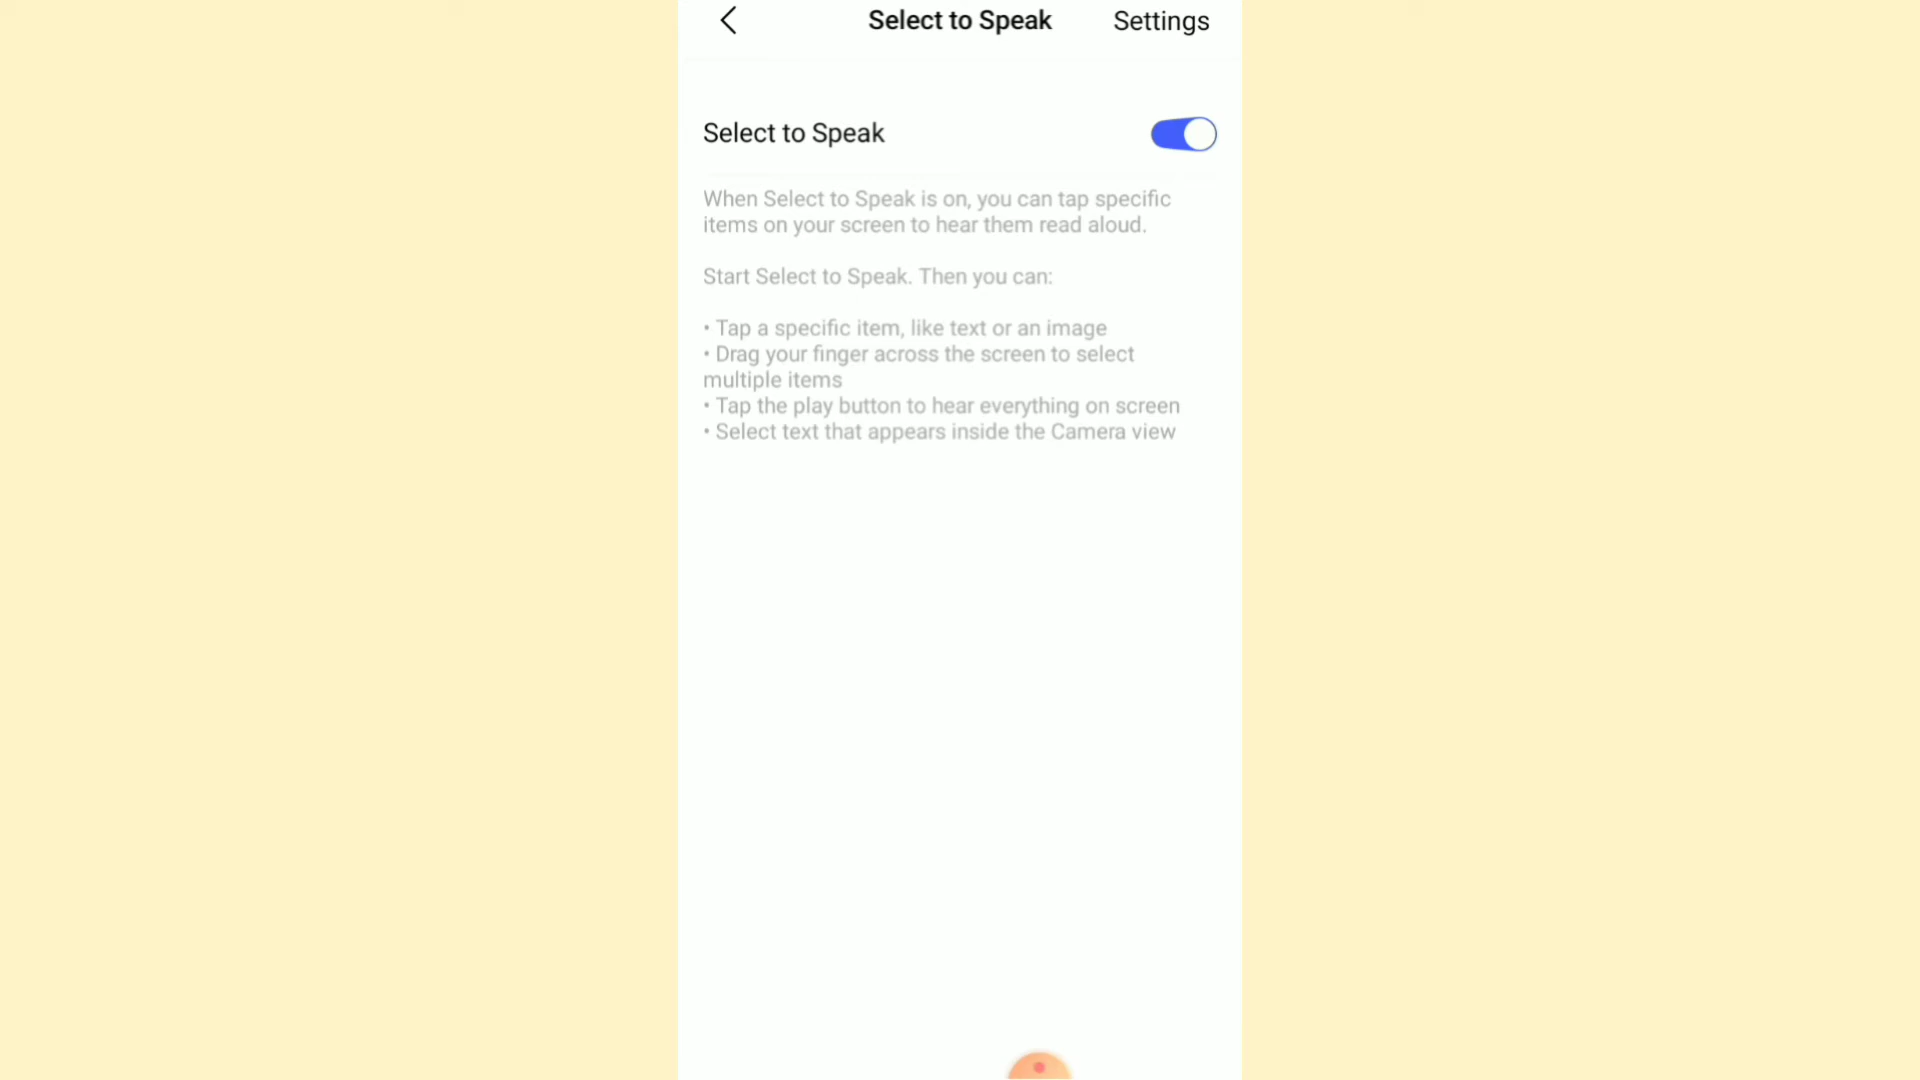 Select to Speak Settings
Select to Speak
When Select to Speak is on, you can tap specific
items on your screen to hear them read aloud.
Start Select to Speak. Then you can:
• Tap a specific item, like text or an image
• Drag your finger across the screen to select
multiple items
• Tap the play button to hear everything on screen
• Select text that appears inside the Camera view